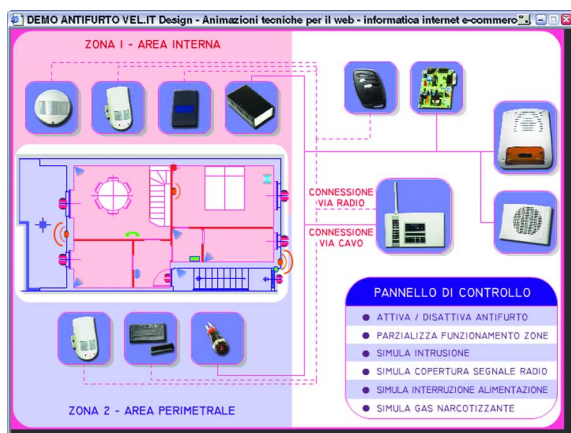 DEMO ANTIFURTO VEL.IT Design - Animazioni tecniche per il web - informatica internet e-commerc
ZONA 1 - AREA INTERNA
CONNESSIONE
VIA RADIO
CONNESSIONE
VIA CAVO
PANNELLO DI CONTROLLO
ATTIVA / DISATTIVA ANTIFURTO
PARZIALIZZA FUNZIONAMENTO ZONE
SIMULA INTRUSIONE
SIMULA COPERTURA SEGNALE RADIO
SIMULA INTERRUZIONE ALIMENTAZIONE
SIMULA GAS NARCOTIZZANTE
ZONA 2 - AREA PERIMETRALE